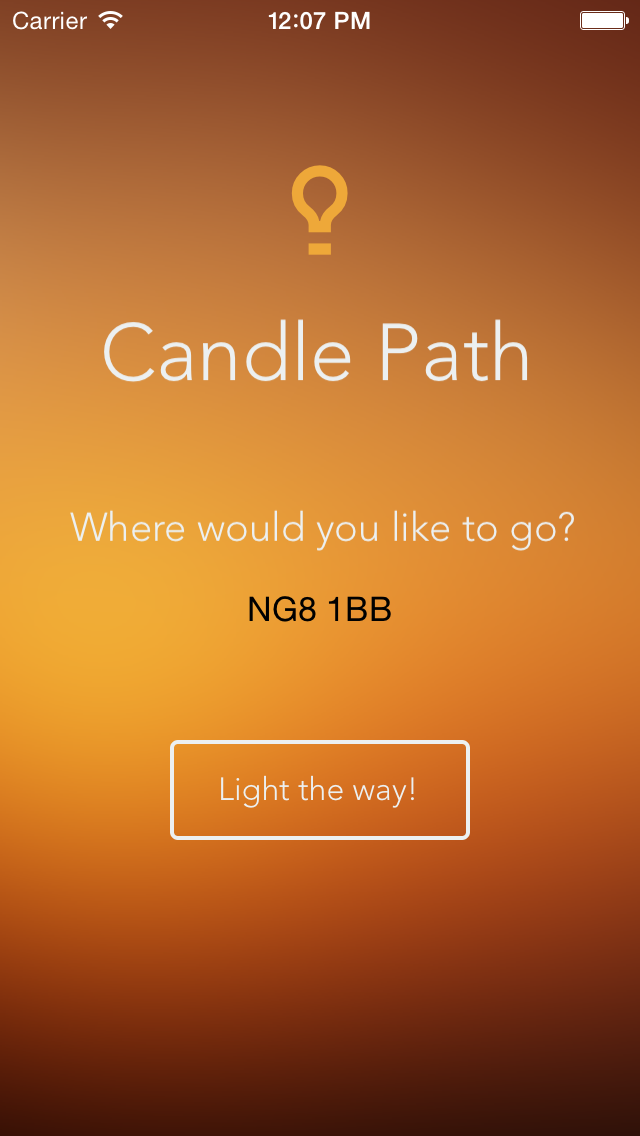 Carrier 12:07 PM
Candle Path
Where would you like to go?
NG8 1BB
Light the way!